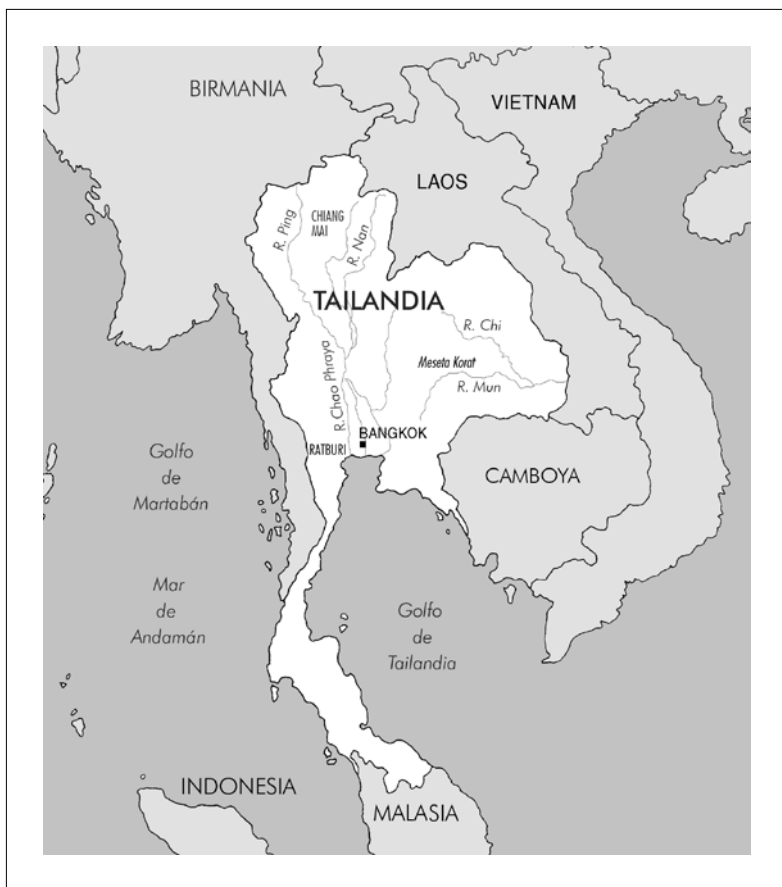 BIRMANIA
VIETNAM
LAOS
R. Ping
CHIANG
MAI
R. Nan
TAILANDIA
R. Chi
Meseta Korat
R. Mun
R.Chao Phraya
BANGKOK
RATBURI
Golfo
de
Martabán
CAMBOYA
Mar
de
Andamán
Golfo
de
Tailandia
INDONESIA
MALASIA